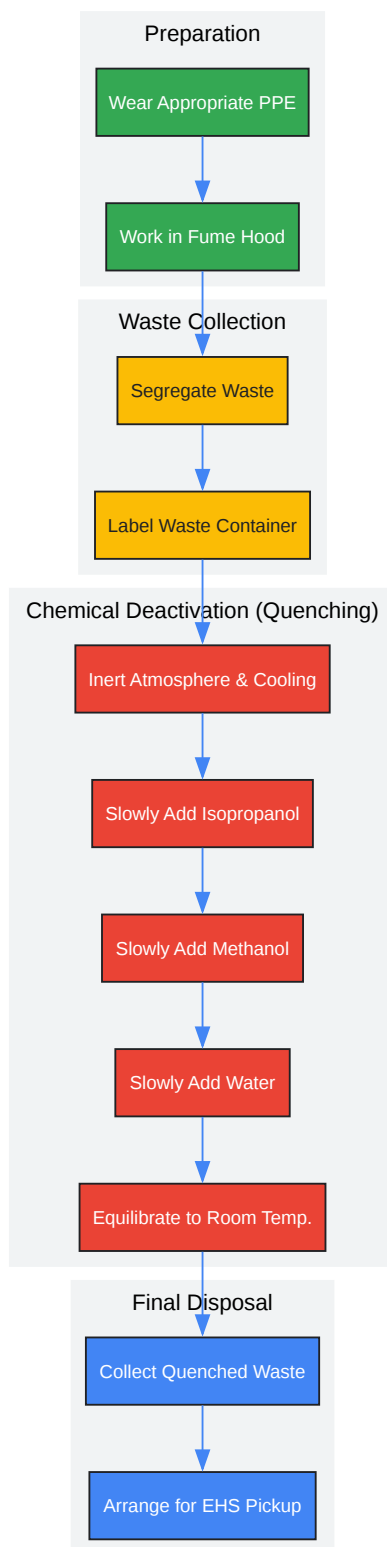 Preparation
Wear Appropriate PPE
Work in Fume Hood
Waste Collection
Segregate Waste
Label Waste Container
Chemical Deactivation (Quenching)
Inert Atmosphere & Cooling
Slowly Add Isopropanol
Slowly Add Methanol
Slowly Add Water
Equilibrate to Room Temp.
Final Disposal
Collect Quenched Waste
Arrange for EHS Pickup